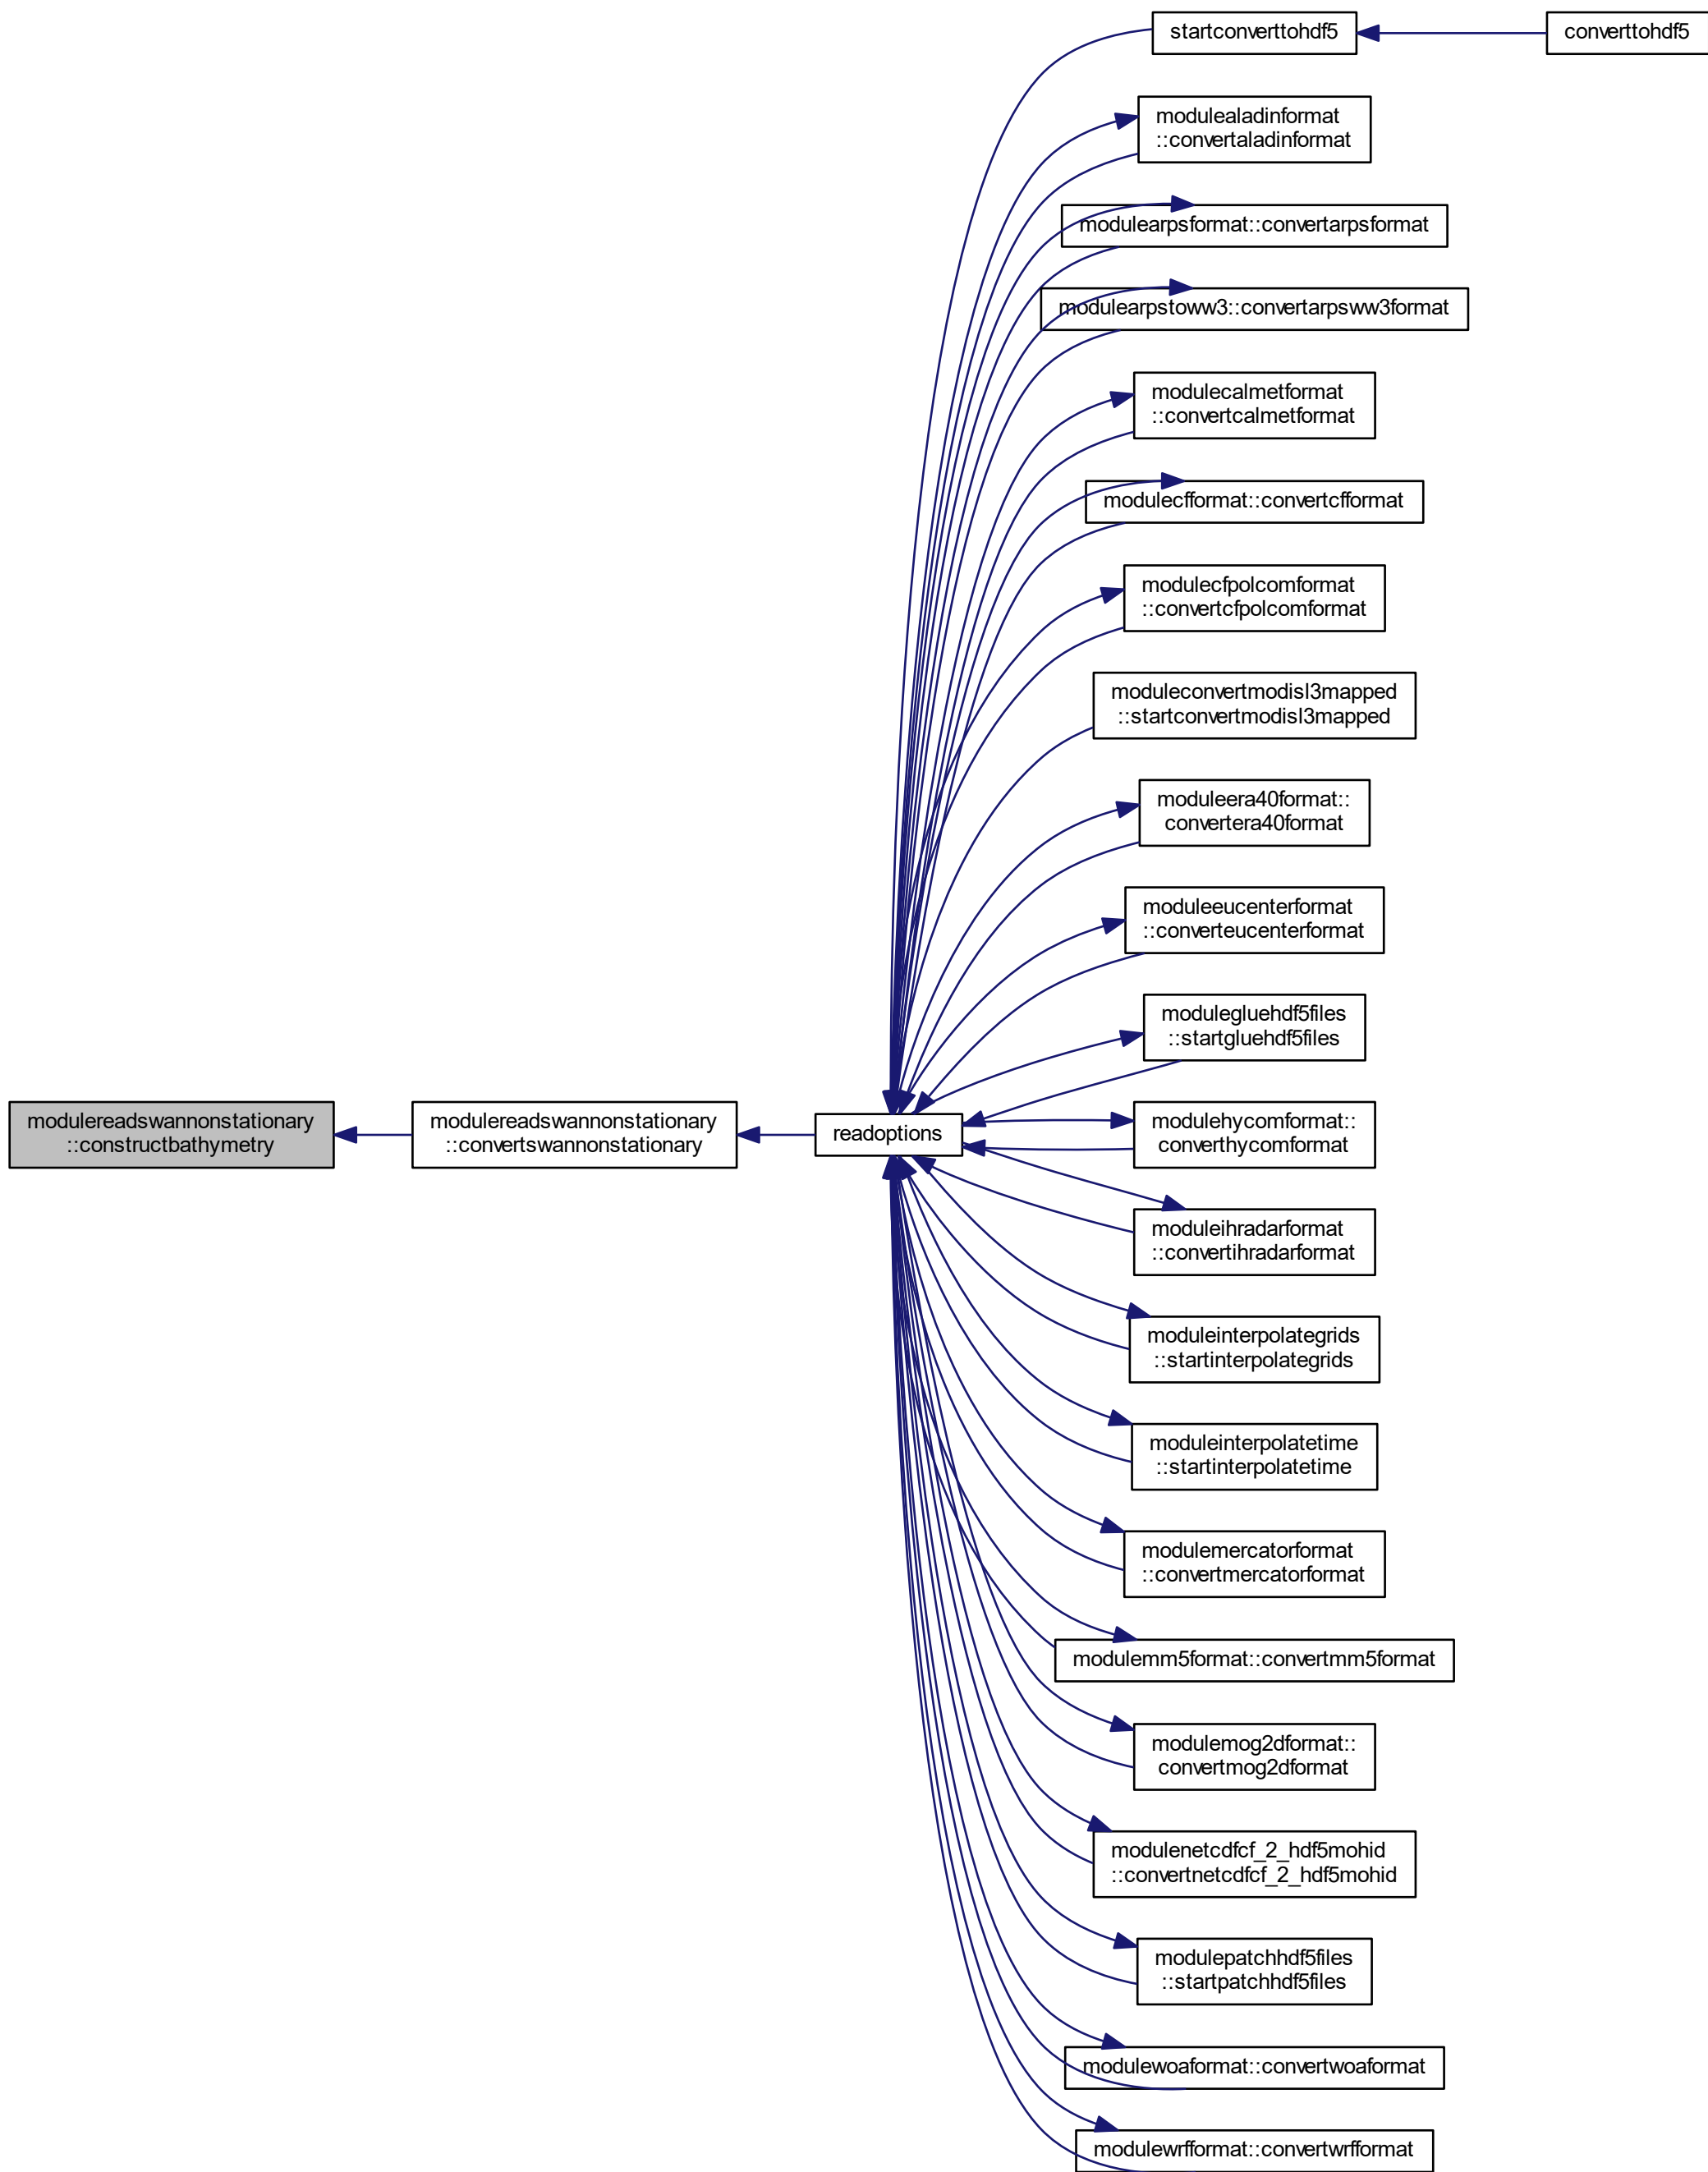 startconverttohdf5
converttohdf5
modulealadinformat
::convertaladinformat
modulearpsformat::convertarpsformat
modulearpstoww3::convertarpsww3format
modulecalmetformat
::convertcalmetformat
modulecfformat::convertcfformat
modulecfpolcomformat
::convertcfpolcomformat
moduleconvertmodisl3mapped
::startconvertmodisl3mapped
moduleera40format::
convertera40format
moduleeucenterformat
::converteucenterformat
modulegluehdf5files
::startgluehdf5files
modulereadswannonstationary
::constructbathymetry
modulereadswannonstationary
::convertswannonstationary
readoptions
modulehycomformat::
converthycomformat
moduleihradarformat
::convertihradarformat
moduleinterpolategrids
::startinterpolategrids
moduleinterpolatetime
::startinterpolatetime
modulemercatorformat
::convertmercatorformat
modulemm5format::convertmm5format
modulemog2dformat::
convertmog2dformat
modulenetcdfcf_2_hdf5mohid
::convertnetcdfcf_2_hdf5mohid
modulepatchhdf5files
::startpatchhdf5files
modulewoaformat::convertwoaformat
modulewrfformat::convertwrfformat